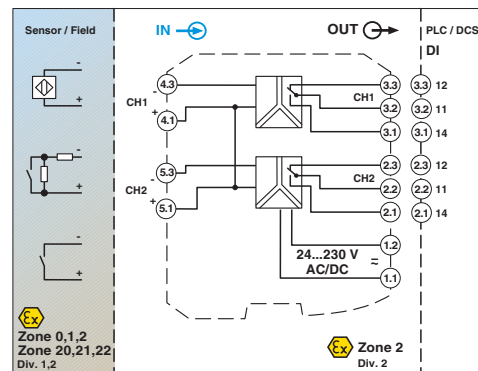 Sensor / Field
IN
OUT
PLC / DCS
DI
-
+
-
+
-
+
4.3
-
CH1
+
4.1
5.3
-
CH2
+
5.1
3.3
CH1
3.2
3.1
2.3
CH2
2.2
2.1
1.2
24...230 V
AC/DC
=
1.1
3.3 12
3.2 11
3.1 14
2.3 12
2.2 11
2.1 14
Ex
Zone 0,1,2
Zone 20,21,22
Div. 1,2
Ex Zone 2
Div. 2